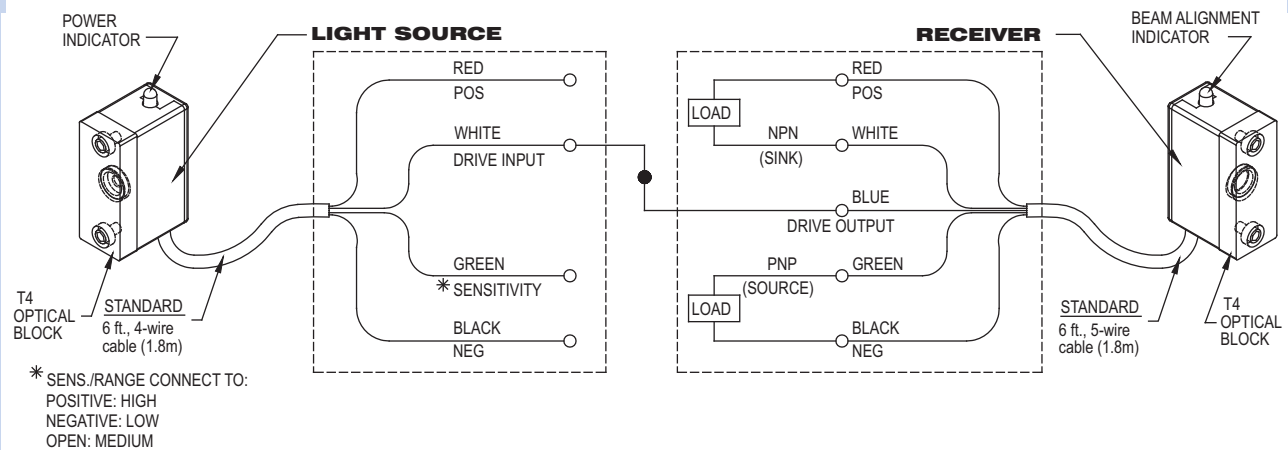 POWER
INDICATOR
LIGHT SOURCE
RED
POS
WHITE
DRIVE INPUT
GREEN
* SENSITIVITY
BLACK
NEG
T4
OPTICAL
BLOCK
STANDARD
6 ft., 4-wire
cable (1.8m)
* SENS./RANGE CONNECT TO:
POSITIVE: HIGH
NEGATIVE: LOW
OPEN: MEDIUM
RECEIVER
BEAM ALIGNMENT
INDICATOR
RED
POS
LOAD
NPN
(SINK)
WHITE
BLUE
DRIVE OUTPUT
PNP
(SOURCE)
GREEN
LOAD
BLACK
NEG
STANDARD
6 ft., 5-wire
cable (1.8m)
T4
OPTICAL
BLOCK